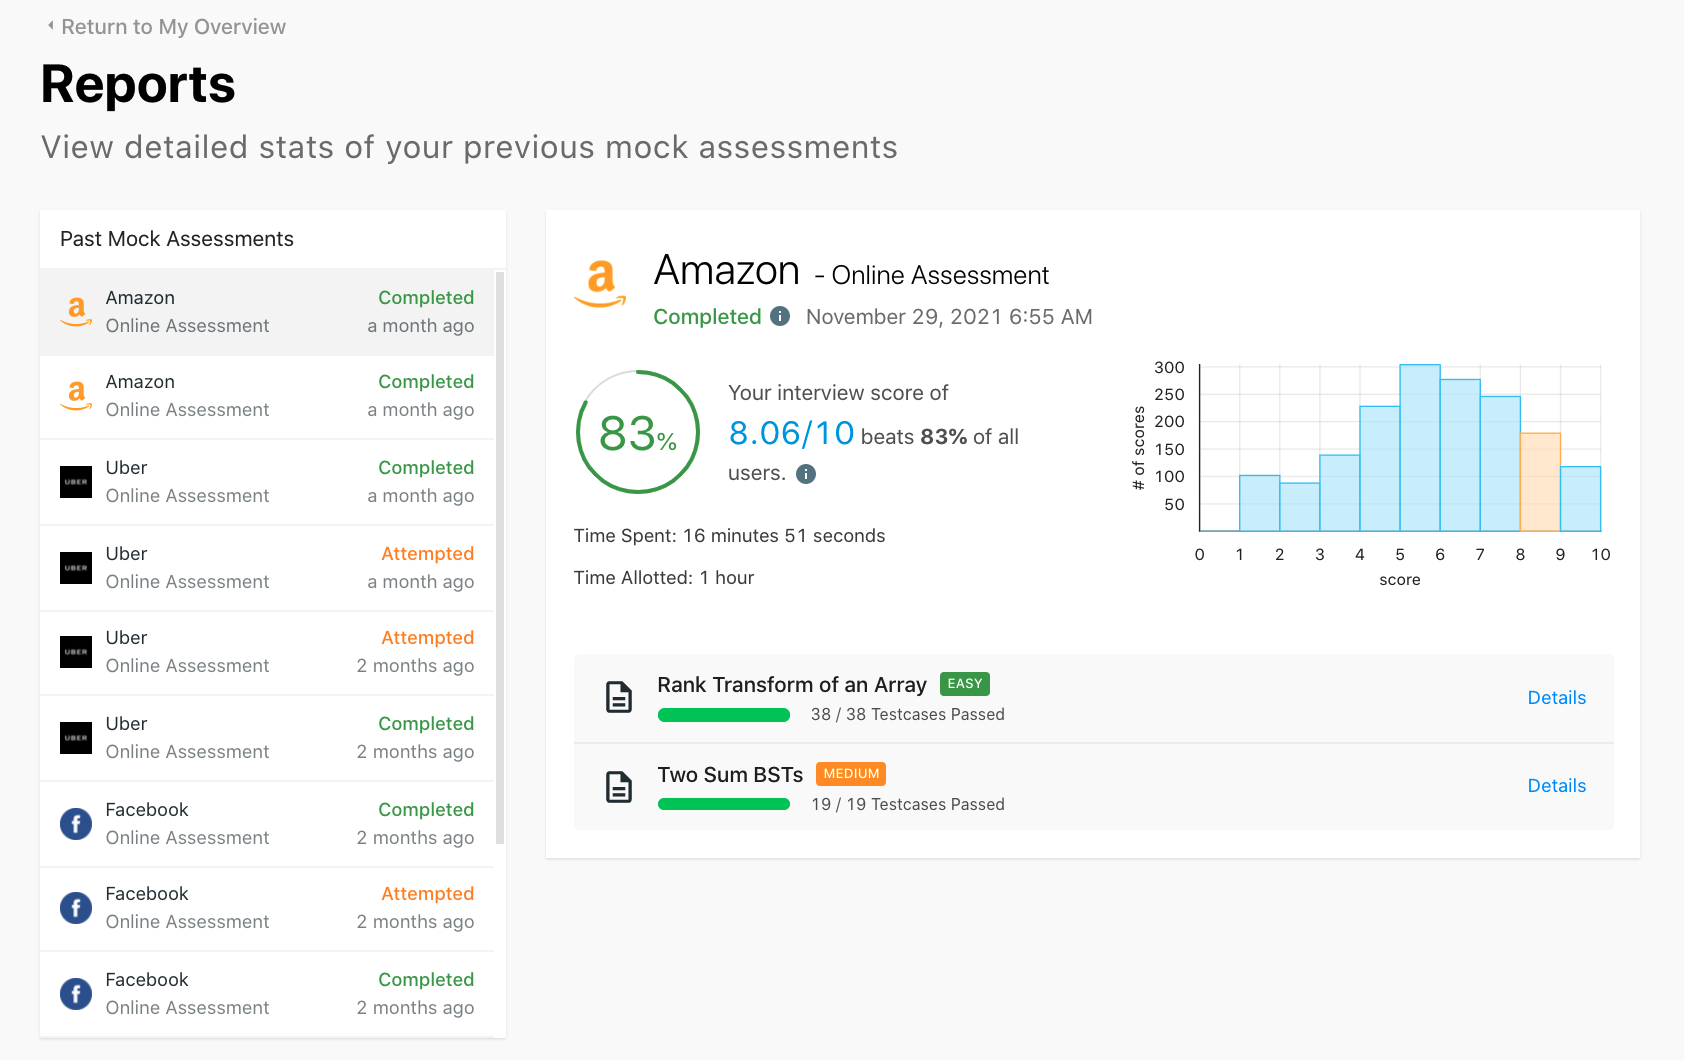 Return to My Overview
Reports
View detailed stats of your previous mock assessments
Past Mock Assessments
Amazon Completed
Online Assessment a month ago
Amazon Completed
Online Assessment a month ago
UBER Uber Completed
Online Assessment a month ago
UBER Uber Attempted
Online Assessment a month ago
UBER Uber Attempted
Online Assessment 2 months ago
UBER Uber Completed
Online Assessment 2 months ago
Facebook Completed
Online Assessment 2 months ago
Facebook Attempted
Online Assessment 2 months ago
Facebook Completed
Online Assessment 2 months ago
Amazon - Online Assessment
Completed November 29, 2021 6:55 AM
83%
Your interview score of
8.06/10 beats 83% of all
users.
Time Spent: 16 minutes 51 seconds
Time Allotted: 1 hour
# of scores
300
250
200
150
100
50
0 1 2 3 4 5 6 7 8 9 10
score
Rank Transform of an Array EASY
38 / 38 Testcases Passed
Details
Two Sum BSTs MEDIUM
19 / 19 Testcases Passed
Details